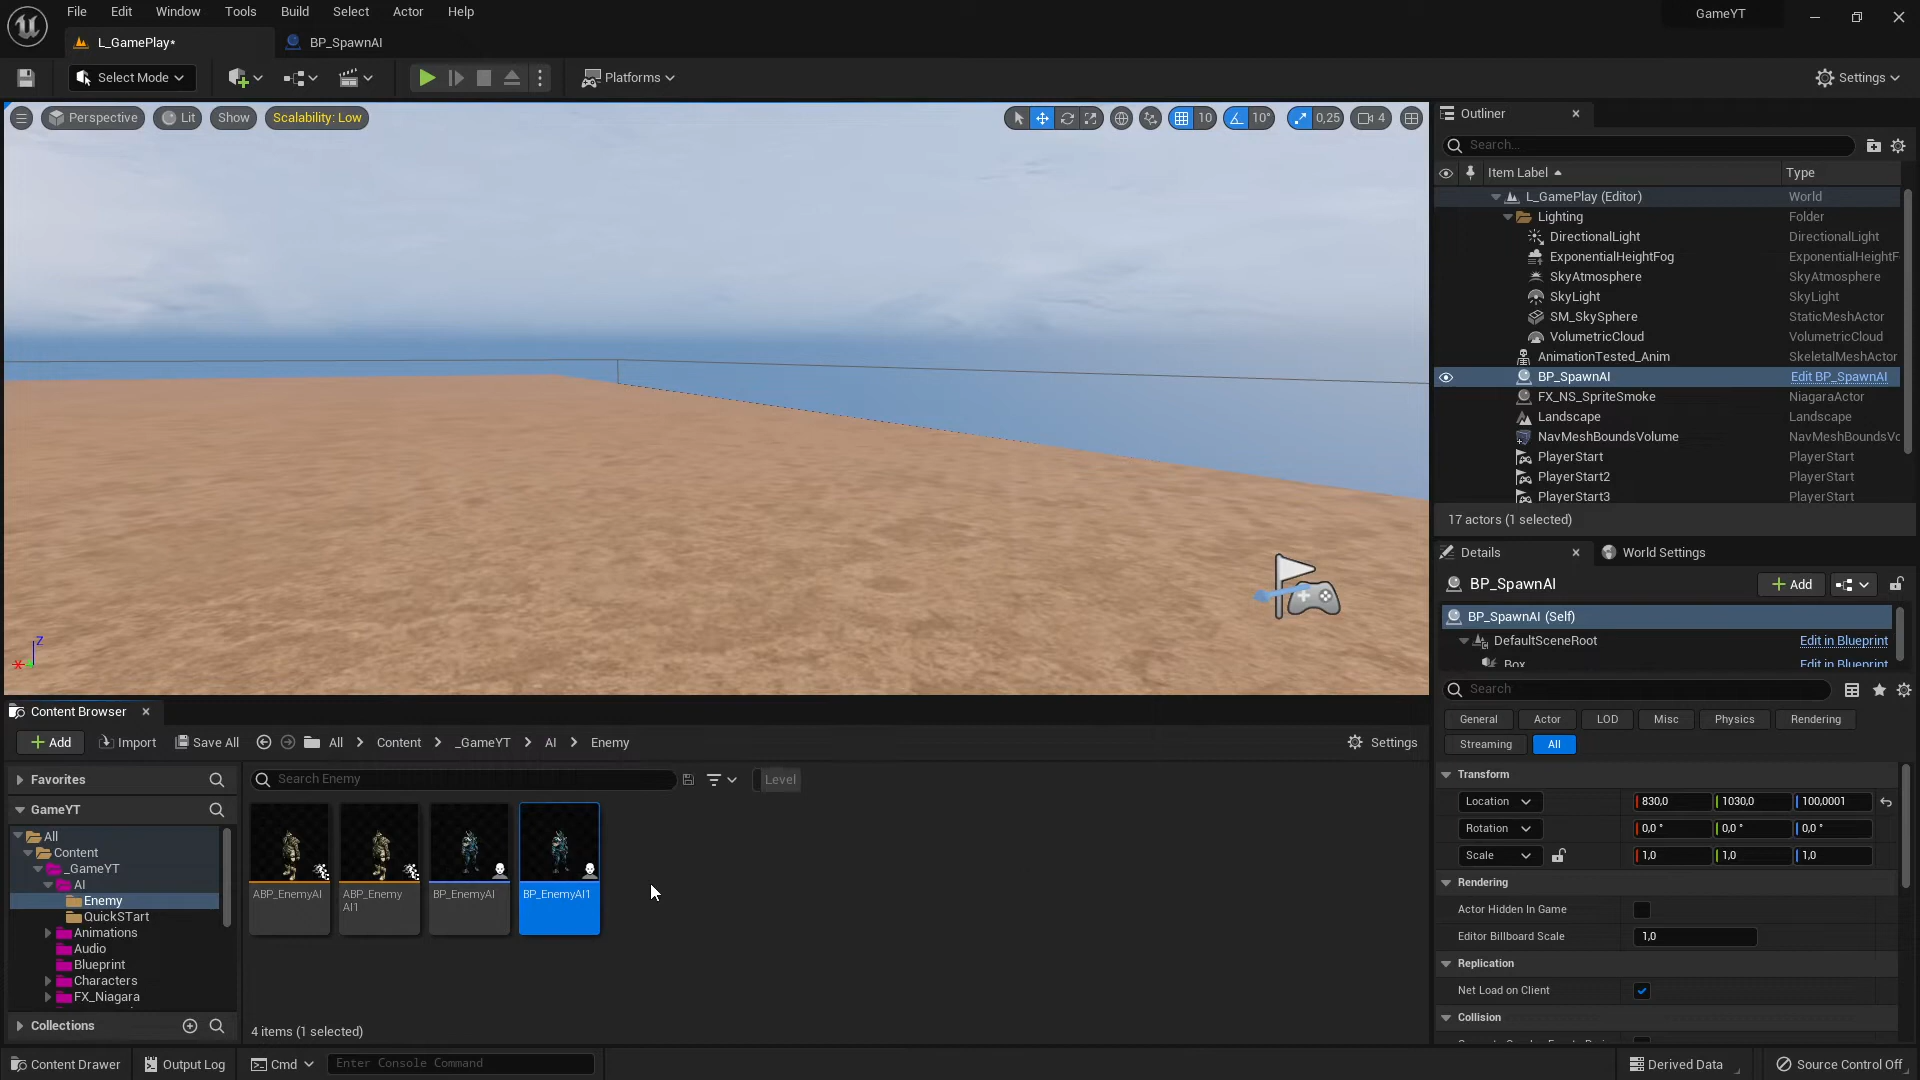 File Edit Window Tools Build Select Actor Help
GameYT
L_GamePlay*
BP_SpawnAI
Select Mode
Platforms
Settings
Perspective
Lit
Show
Scalability: Low
10
10°
0,25
4
Z
X
Outliner
Search...
Item Label
Type
L_GamePlay (Editor) World
Lighting Folder
DirectionalLight DirectionalLight
ExponentialHeightFog ExponentialHeightF
SkyAtmosphere SkyAtmosphere
SkyLight SkyLight
SM_SkySphere StaticMeshActor
VolumetricCloud VolumetricCloud
AnimationTested_Anim SkeletalMeshActor
BP_SpawnAI Edit BP_SpawnAI
FX_NS_SpriteSmoke NiagaraActor
Landscape Landscape
NavMeshBoundsVolume NavMeshBoundsVc
PlayerStart PlayerStart
PlayerStart2 PlayerStart
PlayerStart3 PlayerStart
17 actors (1 selected)
Details
World Settings
BP_SpawnAI
Add
BP_SpawnAI (Self)
DefaultSceneRoot Edit in Blueprint
Box Edit in Blueprint
Search
General Actor LOD Misc Physics Rendering
Streaming All
Transform
Location 830,0 1030,0 100,0001
Rotation 0,0 ° 0,0 ° 0,0 °
Scale 1,0 1,0 1,0
Rendering
Actor Hidden In Game
Editor Billboard Scale 1,0
Replication
Net Load on Client
Collision
Content Browser
Add
Import
Save All
All Content _GameYT AI Enemy
Settings
Favorites
GameYT
All
Content
_GameYT
AI
Enemy
QuickSTart
Animations
Audio
Blueprint
Characters
FX_Niagara
Collections
Search Enemy
Level
ABP_EnemyAI
ABP_Enemy
AI1
BP_EnemyAI
BP_EnemyAI1
4 items (1 selected)
Content Drawer
Output Log
Cmd
Enter Console Command
Derived Data
Source Control Off